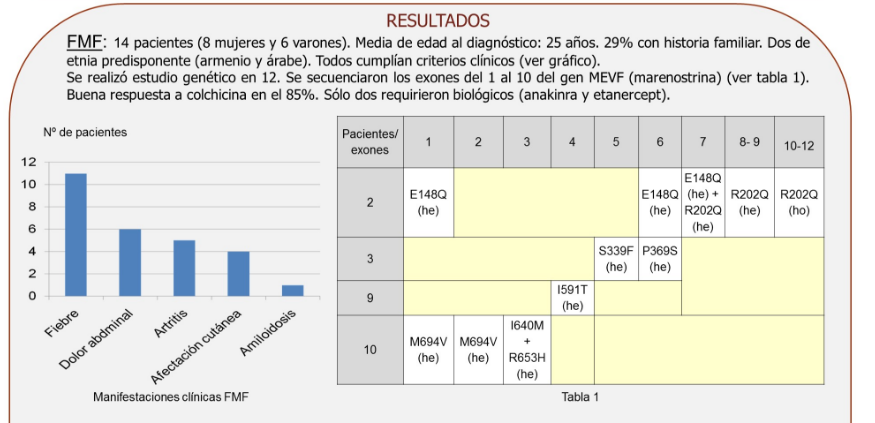 RESULTADOS
FMF: 14 pacientes (8 mujeres y 6 varones). Media de edad al diagnóstico: 25 años. 29% con historia familiar. Dos de
etnia predisponente (armenio y árabe). Todos cumplían criterios clínicos (ver gráfico).
Se realizó estudio genético en 12. Se secuenciaron los exones del 1 al 10 del gen MEVF (marenostrina) (ver tabla 1).
Buena respuesta a colchicina en el 85%. Sólo dos requirieron biológicos (anakinra y etanercept).
Nº de pacientes
12
10
8
6
4
2
0
Fiebre
Dolor abdminal
Artritis
Afectación cutánea
Amiloidosis
Manifestaciones clínicas FMF
Pacientes/
exones
1 2 3 4 5 6 7 8- 9 10-12
2
E148Q
(he)
E148Q
(he)
E148Q
(he) +
R202Q
(he)
R202Q
(he)
R202Q
(ho)
3
S339F
(he)
P369S
(he)
9
I591T
(he)
10
M694V
(he)
M694V
(he)
I640M
+
R653H
(he)
Tabla 1